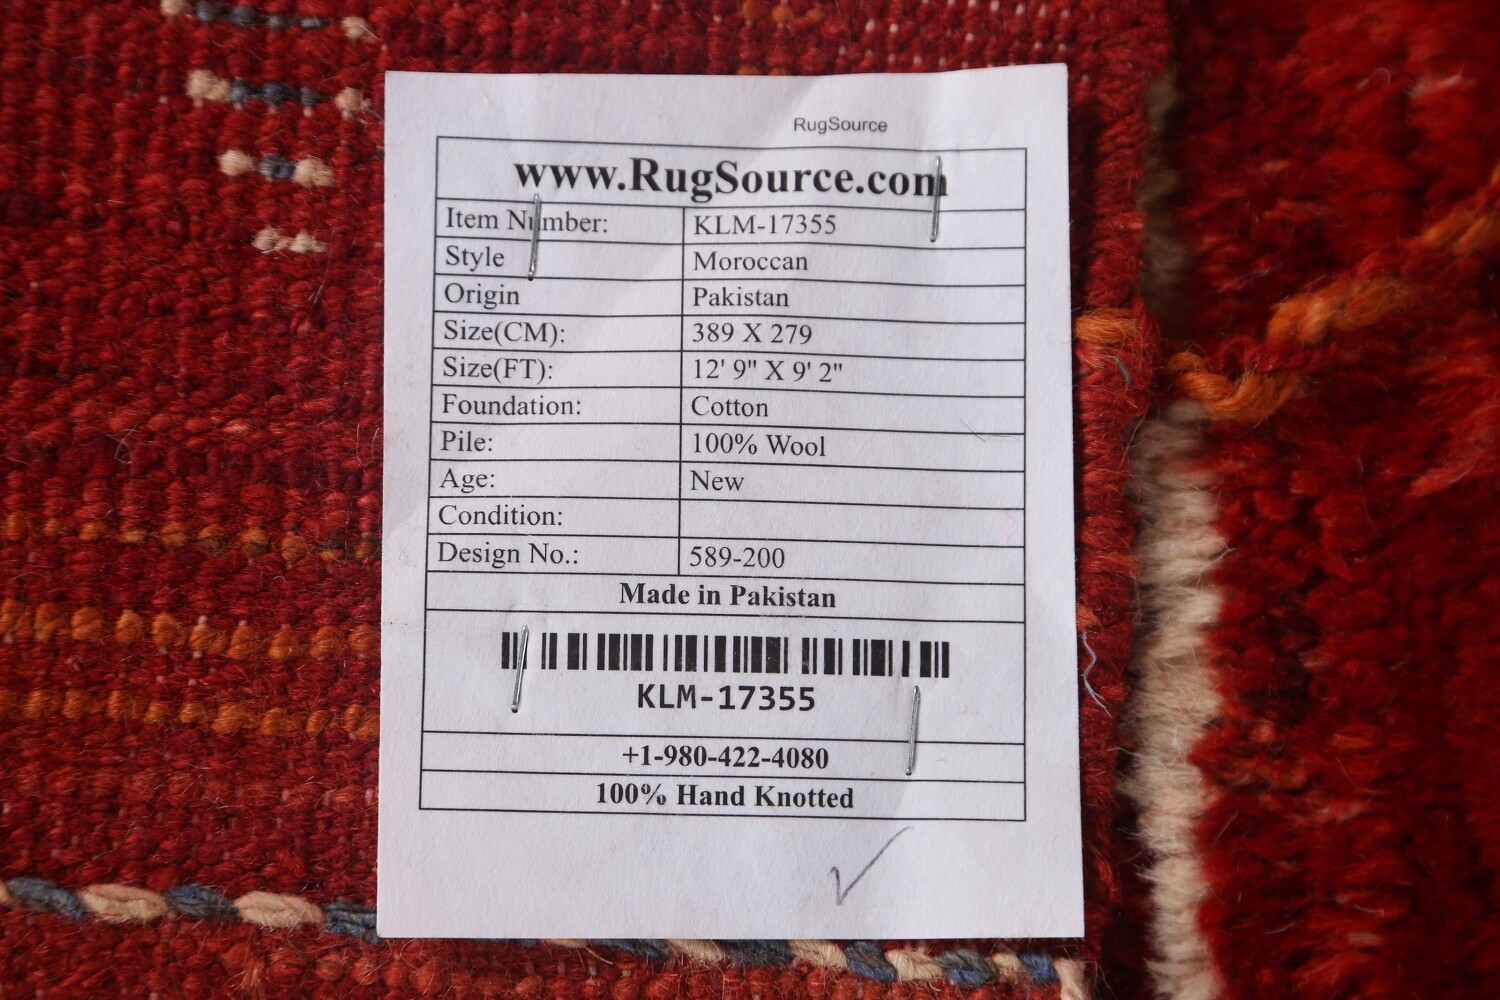 RugSource
www.RugSource.com
Item Number: KLM-17355
Style Moroccan
Origin Pakistan
Size(CM): 389 X 279
Size(FT): 12' 9" X 9' 2"
Foundation: Cotton
Pile: 100% Wool
Age: New
Condition:
Design No.: 589-200
Made in Pakistan
KLM-17355
+1-980-422-4080
100% Hand Knotted